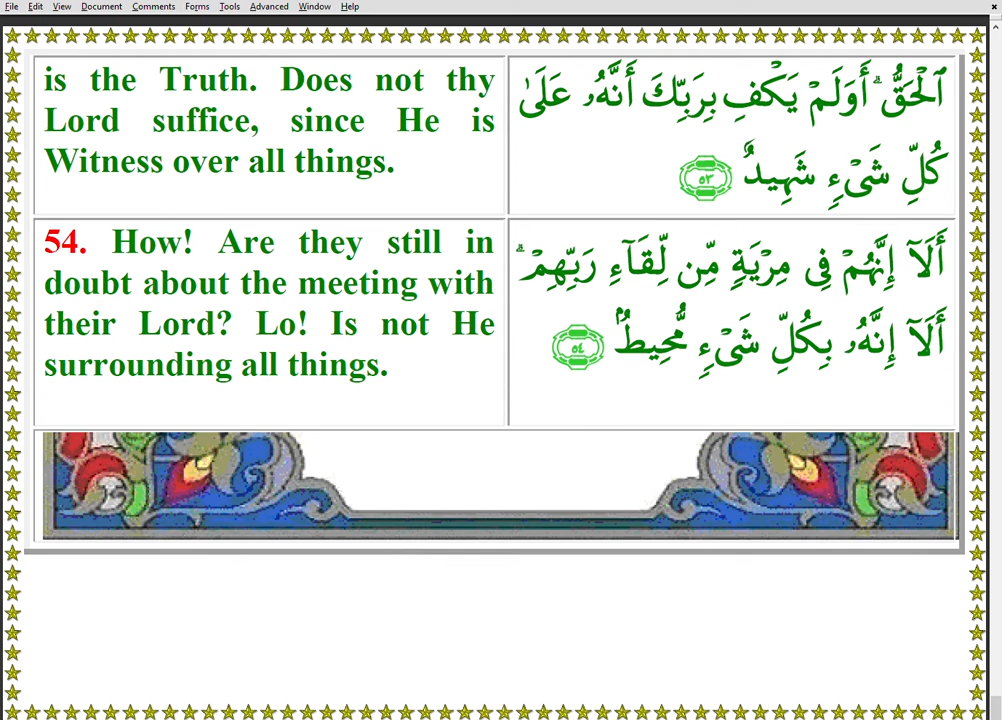 File Edit View Document Comments Forms Tools Advanced Window Help
is the Truth. Does not thy
Lord suffice, since He is
Witness over all things.
ٱلْحَقُّ ۗ أَوَلَمْ يَكْفِ بِرَبِّكَ أَنَّهُۥ عَلَىٰ
كُلِّ شَىْءٍ شَهِيدٌ ٥٣
54. How! Are they still in
doubt about the meeting with
their Lord? Lo! Is not He
surrounding all things.
أَلَآ إِنَّهُمْ فِى مِرْيَةٍ مِّن لِّقَآءِ رَبِّهِمْ ۗ
أَلَآ إِنَّهُۥ بِكُلِّ شَىْءٍ مُّحِيطٌۢ ٥٤